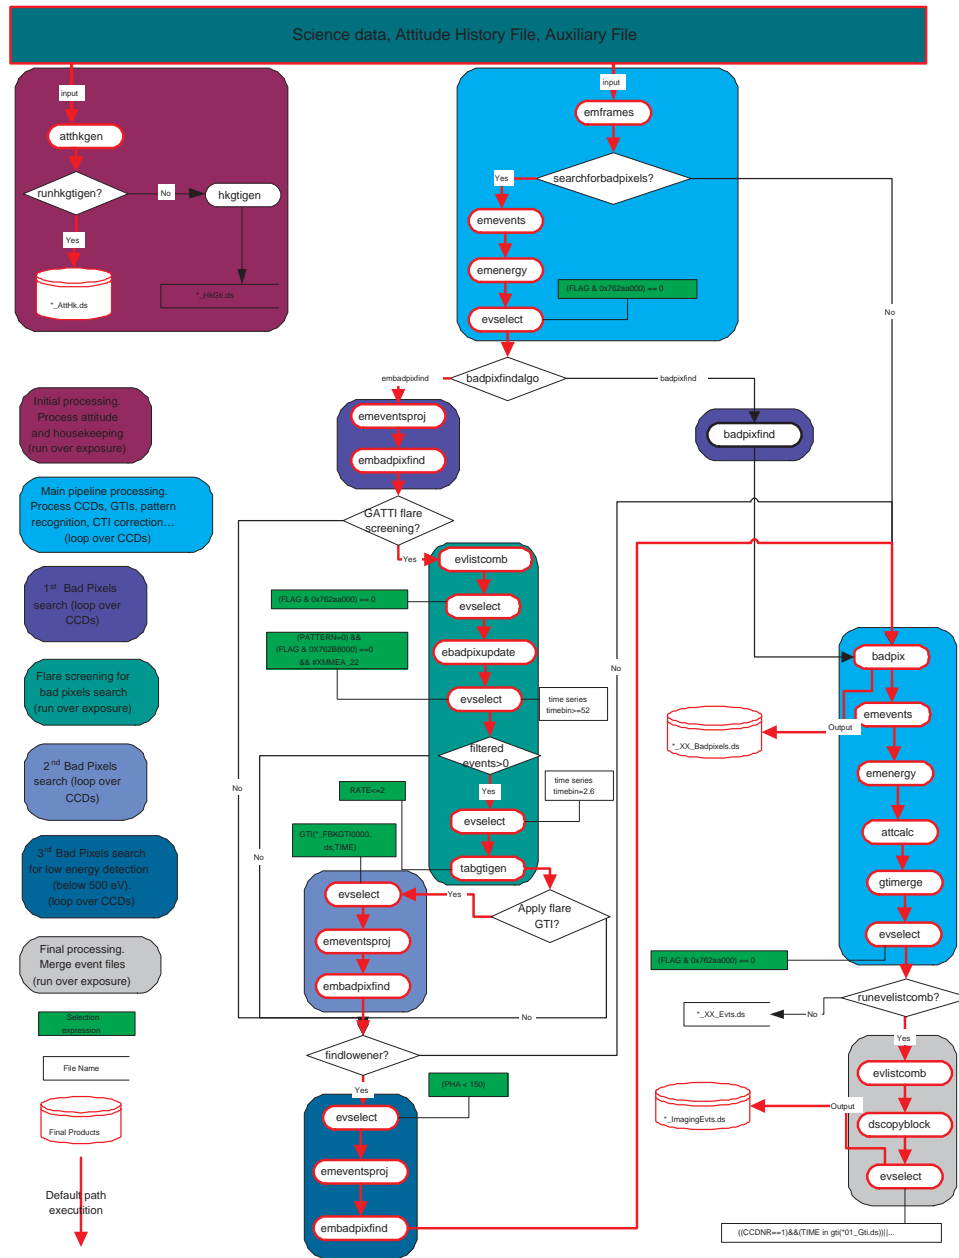 Science data, Attitude History File, Auxiliary File
input
atthkgen
runhkgtigen?
No
hkgtigen
Yes
*_AttHk.ds
*_HkGti.ds
input
emframes
searchforbadpixels?
Yes
emevents
emenergy
(FLAG & 0x762aa000) == 0
evselect
No
embadpixfind
badpixfindalgo
badpixfind
Initial processing.
Process attitude
and housekeeping
(run over exposure)
emeventsproj
embadpixfind
badpixfind
Main pipeline processing.
Process CCDs, GTIs, pattern
recognition, CTI correction…
(loop over CCDs)
GATTI flare
screening?
Yes
evlistcomb
1st Bad Pixels
search (loop over
CCDs)
(FLAG & 0x762aa000) == 0
evselect
(PATTERN=0) &&
(FLAG & 0X762B8000) ==0
&& #XMMEA_22
ebadpixupdate
Flare screening for
bad pixels search
(run over exposure)
evselect
time series
timebin>=52
No
badpix
Output
*_XX_Badpixels.ds
emevents
filtered
events>0
2nd Bad Pixels
search (loop over
CCDs)
No
RATE<=2
Yes
time series
timebin=2.6
emenergy
evselect
GTI(*_FBKGTI0000.
ds,TIME)
No
attcalc
3rd Bad Pixels search
for low energy detection
(below 500 eV).
(loop over CCDs)
tabgtigen
evselect
Yes
Apply flare
GTI?
gtimerge
emeventsproj
evselect
Final processing.
Merge event files
(run over exposure)
(FLAG & 0x762aa000) == 0
embadpixfind
runevelistcomb?
Selection
expression
No
*_XX_Evts.ds
No
Yes
File Name
findlowener?
evlistcomb
Yes
(PHA < 150)
Output
*_ImagingEvts.ds
dscopyblock
Final Products
evselect
emeventsproj
evselect
Default path
executition
embadpixfind
((CCDNR==1)&&(TIME in gti(*01_Gti.ds))||...